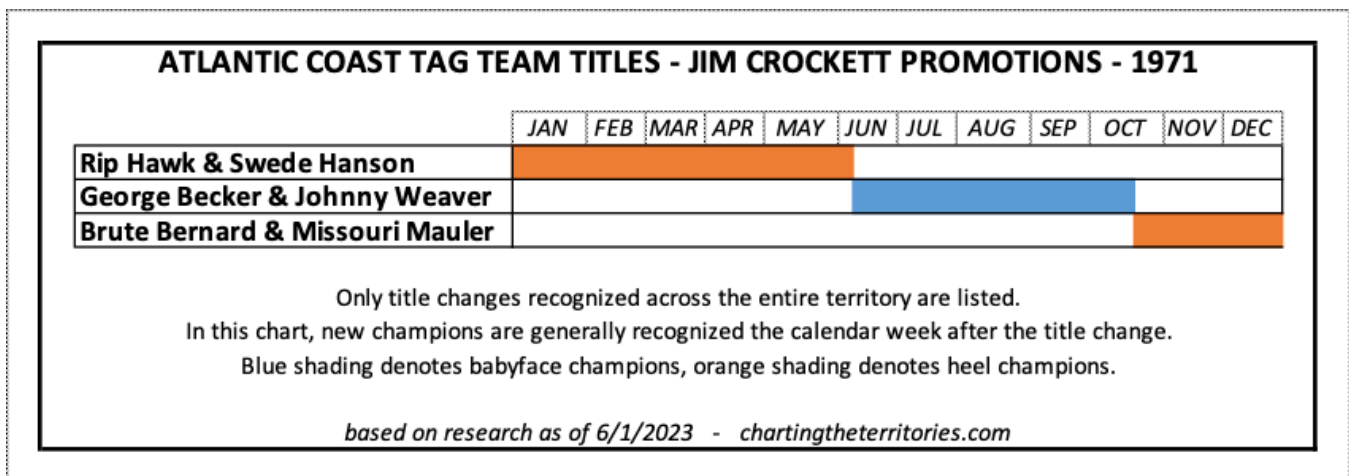 ATLANTIC COAST TAG TEAM TITLES - JIM CROCKETT PROMOTIONS - 1971
JAN FEB MAR APR MAY JUN JUL AUG SEP OCT NOV DEC
Rip Hawk & Swede Hanson
George Becker & Johnny Weaver
Brute Bernard & Missouri Mauler
Only title changes recognized across the entire territory are listed.
In this chart, new champions are generally recognized the calendar week after the title change.
Blue shading denotes babyface champions, orange shading denotes heel champions.
based on research as of 6/1/2023 - chartingtheterritories.com